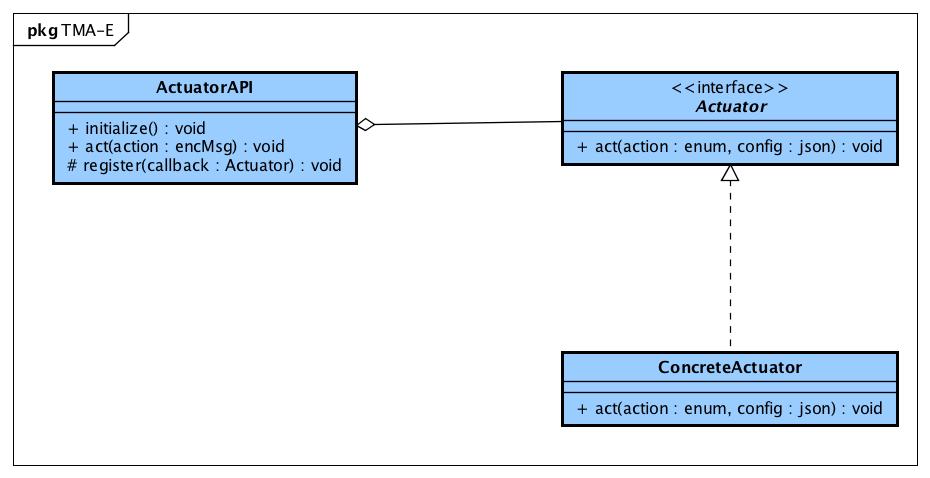 pkg TMA-E
ActuatorAPI
+ initialize() : void
+ act(action : encMsg) : void
# register(callback : Actuator) : void
<<interface>>
Actuator
+ act(action : enum, config : json) : void
ConcreteActuator
+ act(action : enum, config : json) : void